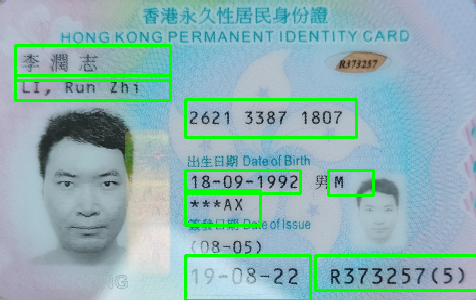 香港永久性居民身份證
HONG KONG PERMANENT IDENTITY CARD
李潤志
R373257
LI, Run Zhi
2621 3387 1807
出生日期 Date of Birth
18-09-1992 男 M
***AX
簽發日期 Date of Issue
(08-05)
19-08-22
R373257(5)